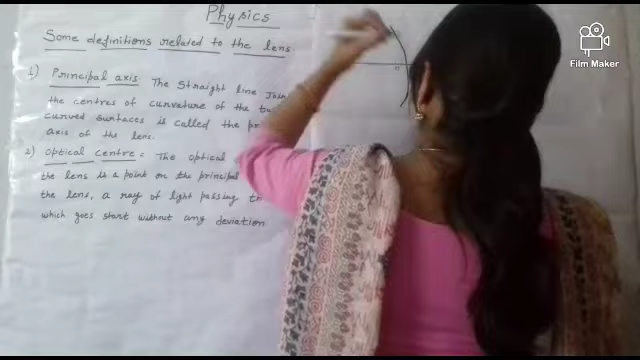 Physics
Some definitions related to the lens.
1) Principal axis: The straight line Join
the centres of curvature of the
curved surfaces is called the
axis of the lens.
2) Optical centre = The optical
the lens is a point on the principal
the lens, a ray of light passing
which goes start without any deviation
Film Maker